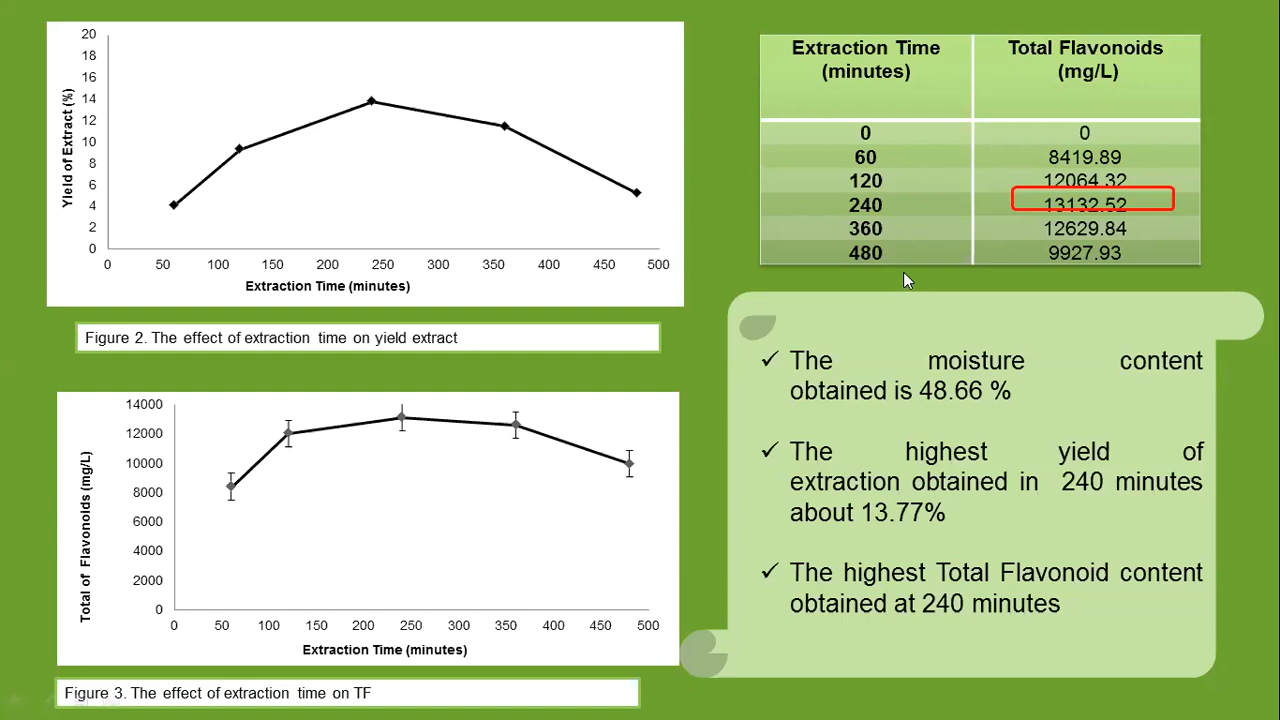 20
18
16
14
12
10
8
6
4
2
0
Yield of Extract (%)
0 50 100 150 200 250 300 350 400 450 500
Extraction Time (minutes)
Figure 2. The effect of extraction time on yield extract
14000
12000
10000
8000
6000
4000
2000
0
Total of Flavonoids (mg/L)
0 50 100 150 200 250 300 350 400 450 500
Extraction Time (minutes)
Figure 3. The effect of extraction time on TF
Extraction Time Total Flavonoids
(minutes) (mg/L)
0 0
60 8419.89
120 12064.32
240 13132.52
360 12629.84
480 9927.93
✓ The moisture content
obtained is 48.66 %
✓ The highest yield of
extraction obtained in 240 minutes
about 13.77%
✓ The highest Total Flavonoid content
obtained at 240 minutes